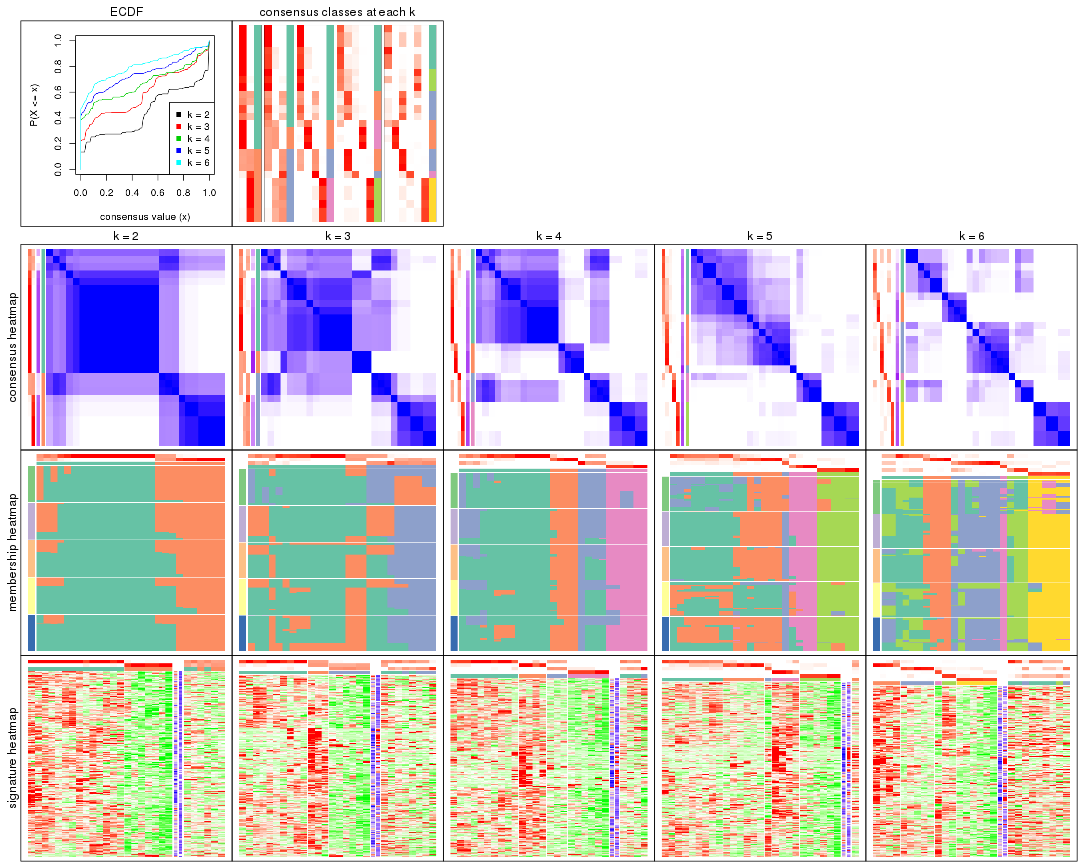 ECDF
consensus classes at each k
P(X <= x)
0.0 0.2 0.4 0.6 0.8 1.0
k = 2
k = 3
k = 4
k = 5
k = 6
0.0 0.2 0.4 0.6 0.8 1.0
consensus value (x)
k = 2
k = 3
k = 4
k = 5
k = 6
consensus heatmap
membership heatmap
signature heatmap